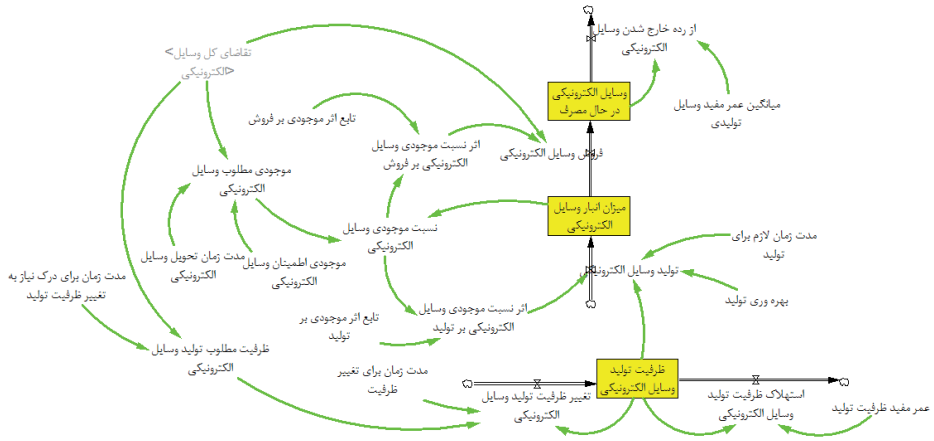 از رده خارج شدن وسایل
الکترونیکی
<تقاضای کل وسایل
الکترونیکی>
وسایل الکترونیکی
در حال مصرف
میانگین عمر مفید وسایل
تولیدی
تابع اثر موجودی بر فروش
اثر نسبت موجودی وسایل
الکترونیکی بر فروش
فروش وسایل الکترونیکی
موجودی مطلوب وسایل
الکترونیکی
میزان انبار وسایل
الکترونیکی
نسبت موجودی وسایل
الکترونیکی
مدت زمان لازم برای
تولید
مدت زمان تحویل وسایل
الکترونیکی
موجودی اطمینان وسایل
الکترونیکی
تولید وسایل الکترونیکی
مدت زمان برای درک نیاز به
تغییر ظرفیت تولید
بهره وری تولید
اثر نسبت موجودی وسایل
الکترونیکی بر تولید
تابع اثر موجودی بر
تولید
ظرفیت مطلوب تولید وسایل
الکترونیکی
مدت زمان برای تغییر
ظرفیت
ظرفیت تولید
وسایل الکترونیکی
تغییر ظرفیت تولید وسایل
الکترونیکی
استهلاک ظرفیت تولید
وسایل الکترونیکی
عمر مفید ظرفیت تولید